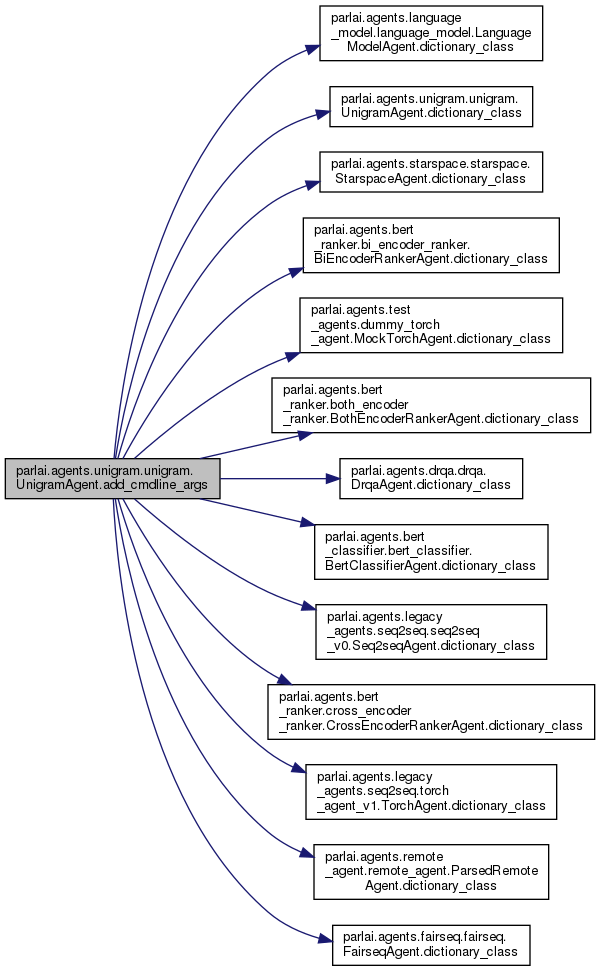 parlai.agents.language
_model.language_model.Language
ModelAgent.dictionary_class
parlai.agents.unigram.unigram.
UnigramAgent.dictionary_class
parlai.agents.starspace.starspace.
StarspaceAgent.dictionary_class
parlai.agents.bert
_ranker.bi_encoder_ranker.
BiEncoderRankerAgent.dictionary_class
parlai.agents.test
_agents.dummy_torch
_agent.MockTorchAgent.dictionary_class
parlai.agents.bert
_ranker.both_encoder
_ranker.BothEncoderRankerAgent.dictionary_class
parlai.agents.unigram.unigram.
UnigramAgent.add_cmdline_args
parlai.agents.drqa.drqa.
DrqaAgent.dictionary_class
parlai.agents.bert
_classifier.bert_classifier.
BertClassifierAgent.dictionary_class
parlai.agents.legacy
_agents.seq2seq.seq2seq
_v0.Seq2seqAgent.dictionary_class
parlai.agents.bert
_ranker.cross_encoder
_ranker.CrossEncoderRankerAgent.dictionary_class
parlai.agents.legacy
_agents.seq2seq.torch
_agent_v1.TorchAgent.dictionary_class
parlai.agents.remote
_agent.remote_agent.ParsedRemote
Agent.dictionary_class
parlai.agents.fairseq.fairseq.
FairseqAgent.dictionary_class